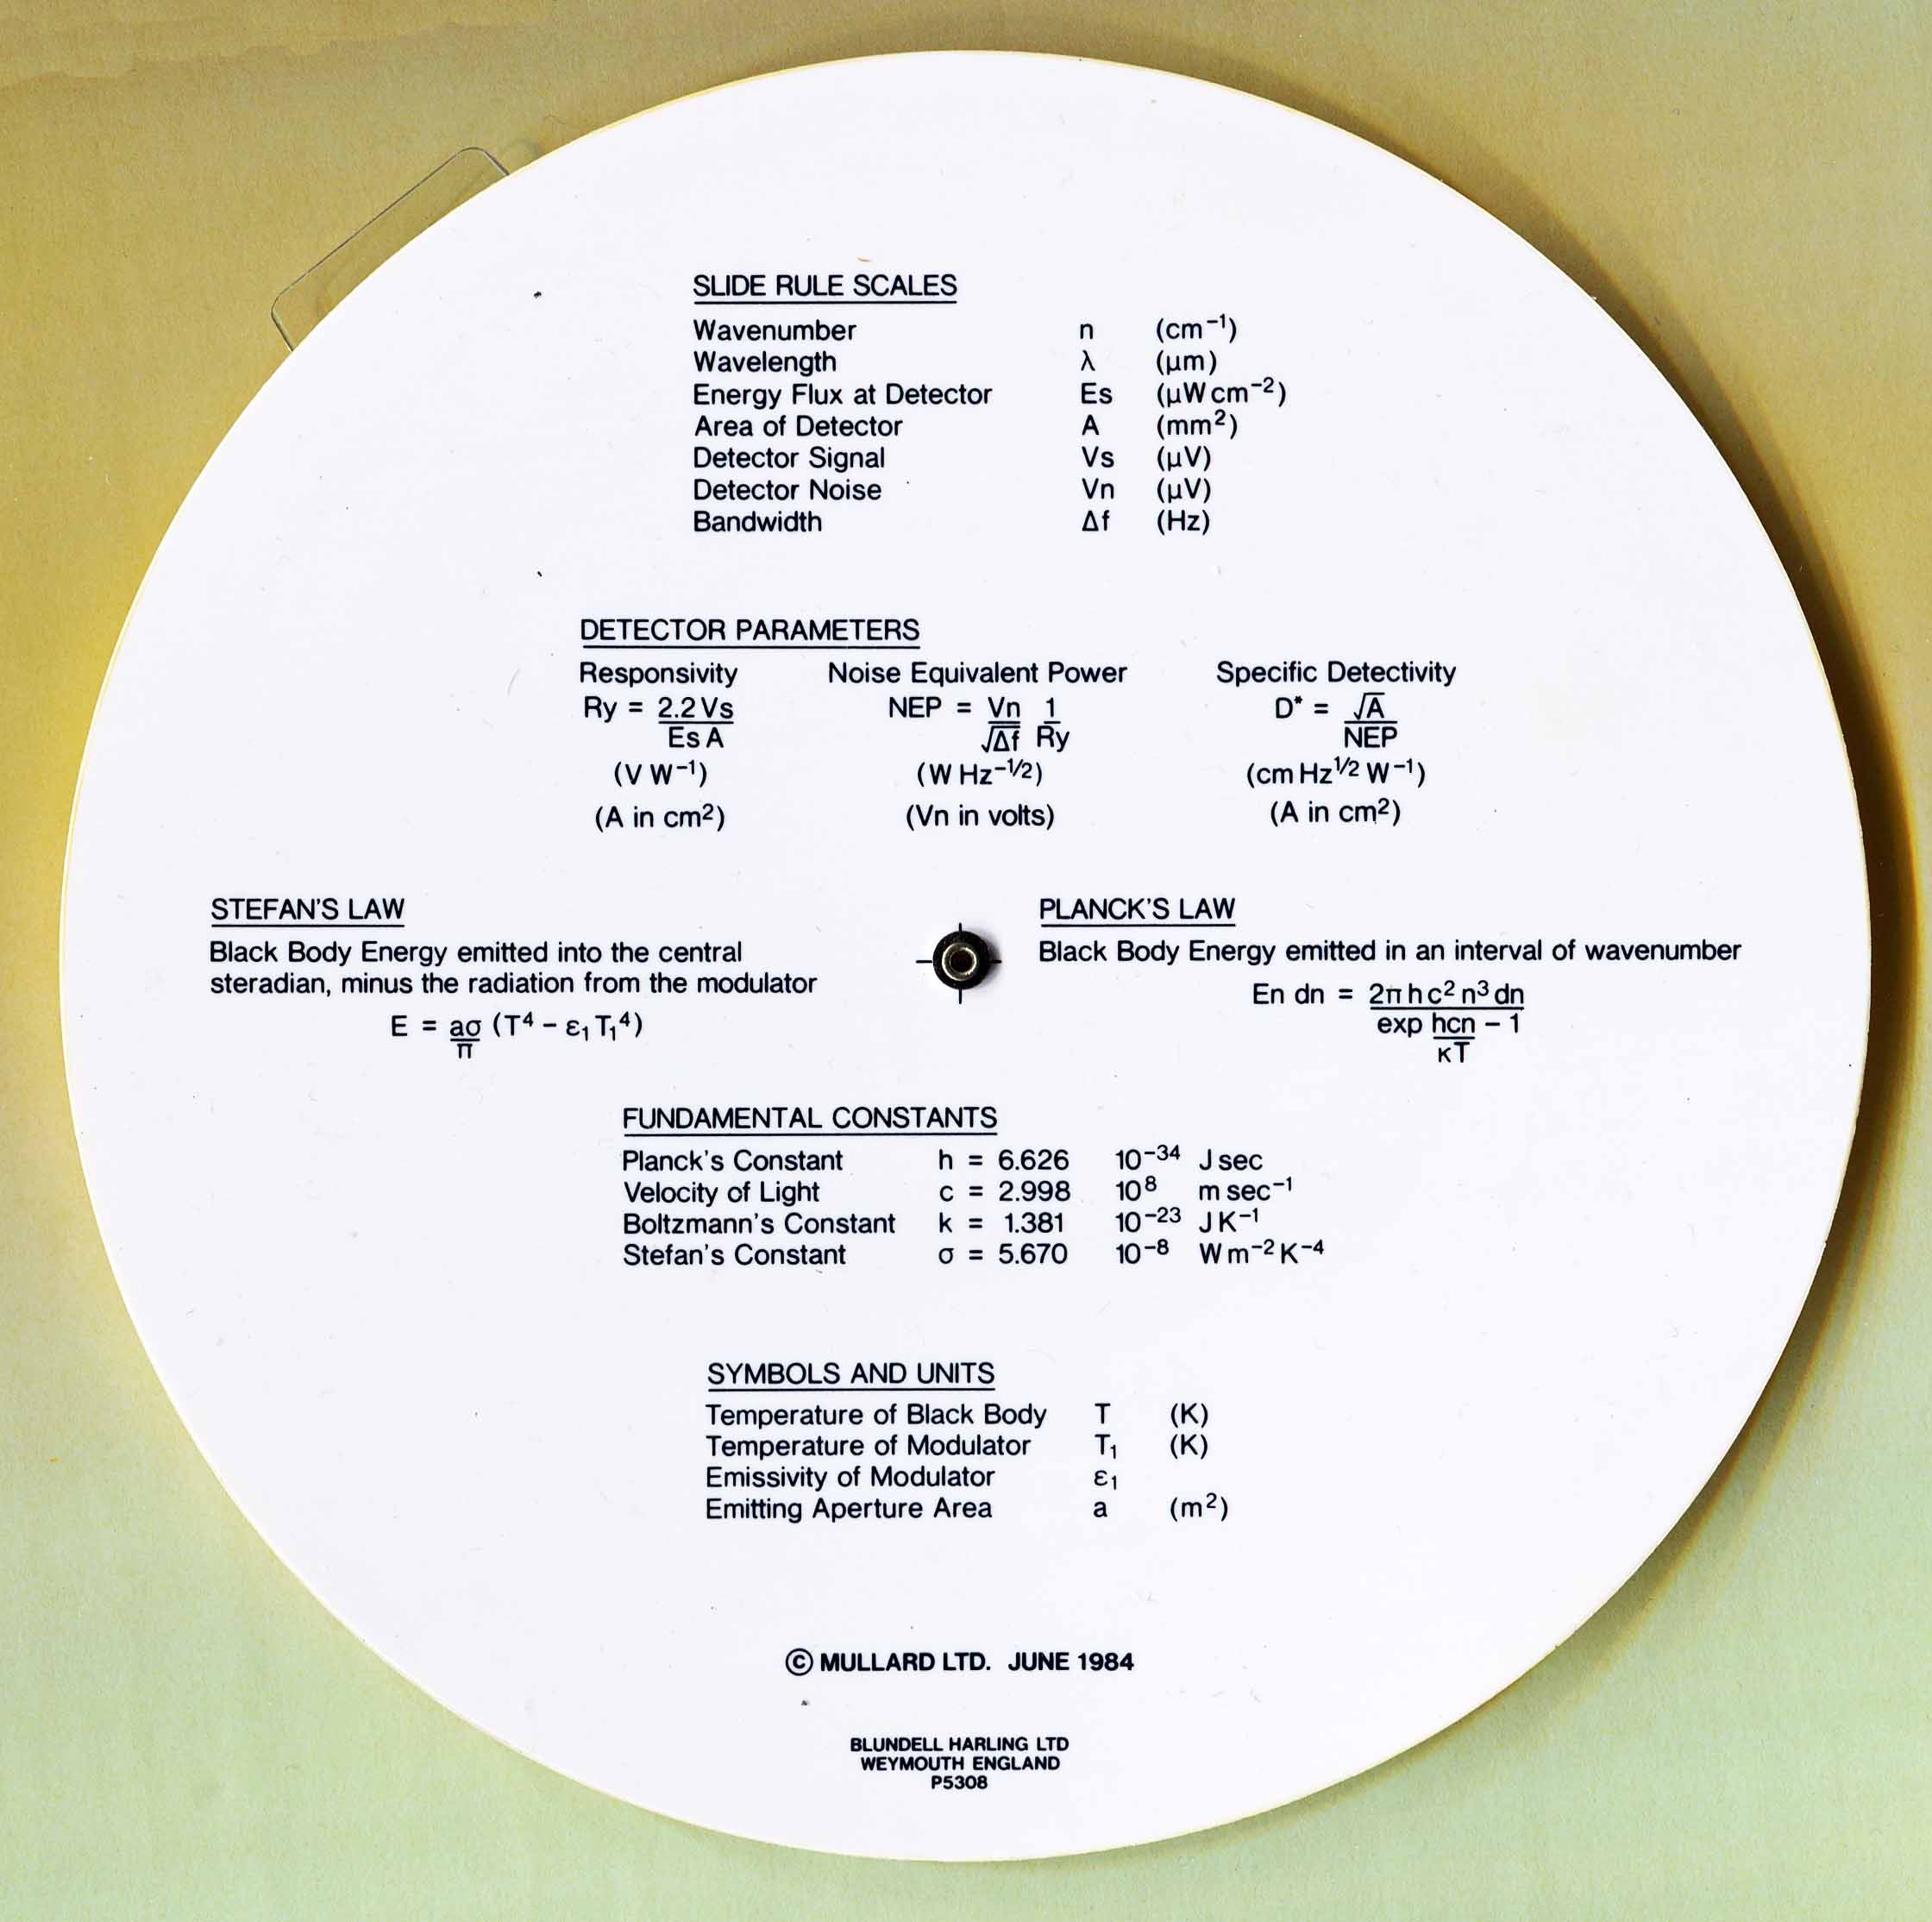 SLIDE RULE SCALES
Wavenumber n (cm⁻¹)
Wavelength λ (µm)
Energy Flux at Detector Es (µW cm⁻²)
Area of Detector A (mm²)
Detector Signal Vs (µV)
Detector Noise Vn (µV)
Bandwidth Δf (Hz)
DETECTOR PARAMETERS
Responsivity Noise Equivalent Power Specific Detectivity
Ry = 2.2 Vs / Es A NEP = Vn / √Δf 1 / Ry D* = √A / NEP
(V W⁻¹) (W Hz⁻¹ᐟ²) (cm Hz¹ᐟ² W⁻¹)
(A in cm²) (Vn in volts) (A in cm²)
STEFAN'S LAW
Black Body Energy emitted into the central
steradian, minus the radiation from the modulator
E = aσ / π (T⁴ − ε₁ T₁⁴)
PLANCK'S LAW
Black Body Energy emitted in an interval of wavenumber
En dn = 2π h c² n³ dn / exp hcn / κT − 1
FUNDAMENTAL CONSTANTS
Planck's Constant h = 6.626 10⁻³⁴ J sec
Velocity of Light c = 2.998 10⁸ m sec⁻¹
Boltzmann's Constant k = 1.381 10⁻²³ J K⁻¹
Stefan's Constant σ = 5.670 10⁻⁸ W m⁻² K⁻⁴
SYMBOLS AND UNITS
Temperature of Black Body T (K)
Temperature of Modulator T₁ (K)
Emissivity of Modulator ε₁
Emitting Aperture Area a (m²)
© MULLARD LTD. JUNE 1984
BLUNDELL HARLING LTD
WEYMOUTH ENGLAND
P5308